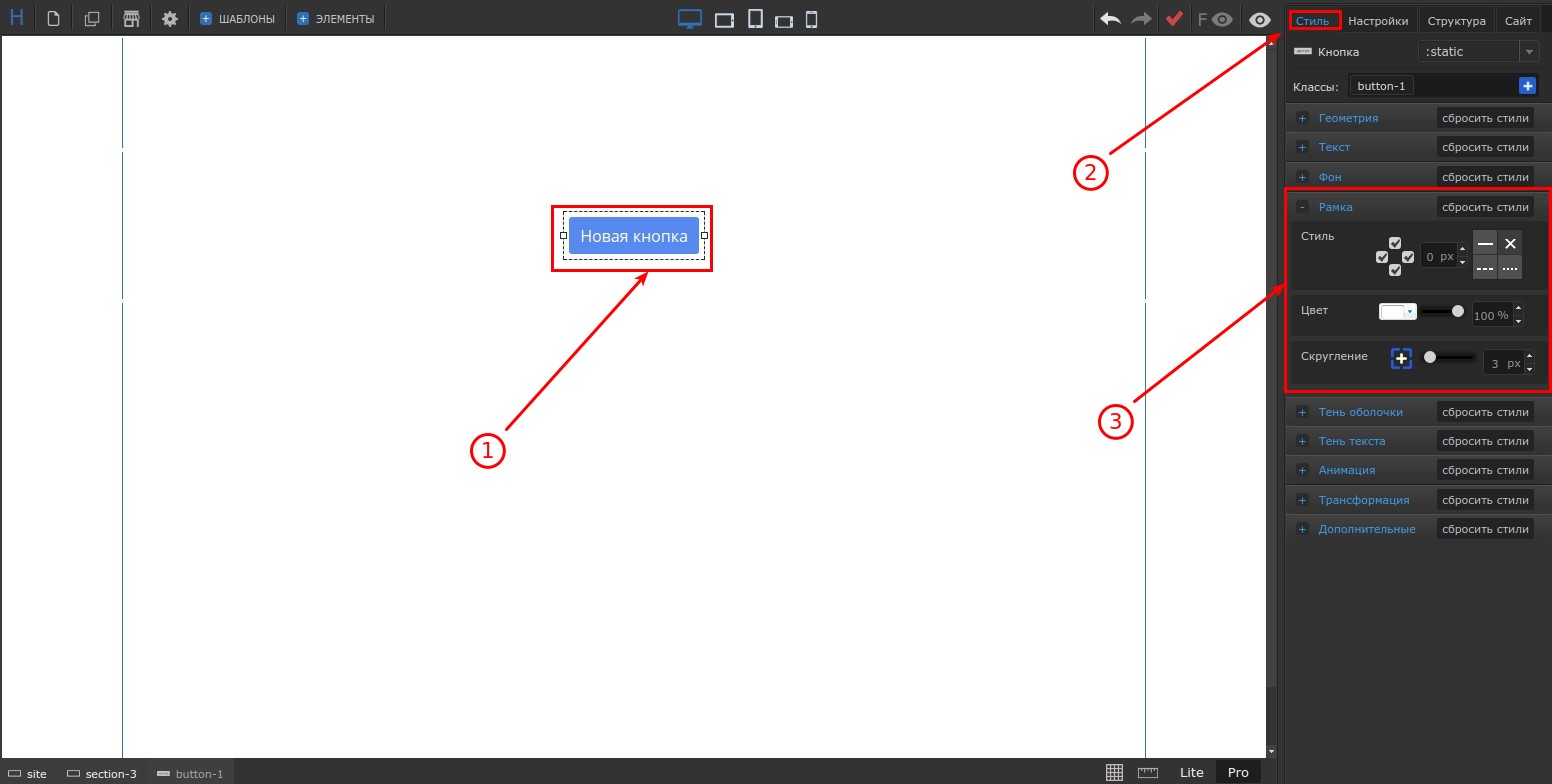 H
ШАБЛОНЫ
ЭЛЕМЕНТЫ
F
Стиль Настройки Структура Сайт
Кнопка :static
Классы: button-1
Геометрия сбросить стили
Текст сбросить стили
Фон сбросить стили
Рамка сбросить стили
Стиль 0 px
Цвет 100 %
Скругление 3 px
Тень оболочки сбросить стили
Тень текста сбросить стили
Анимация сбросить стили
Трансформация сбросить стили
Дополнительные сбросить стили
Новая кнопка
1
2
3
site section-3 button-1
Lite Pro